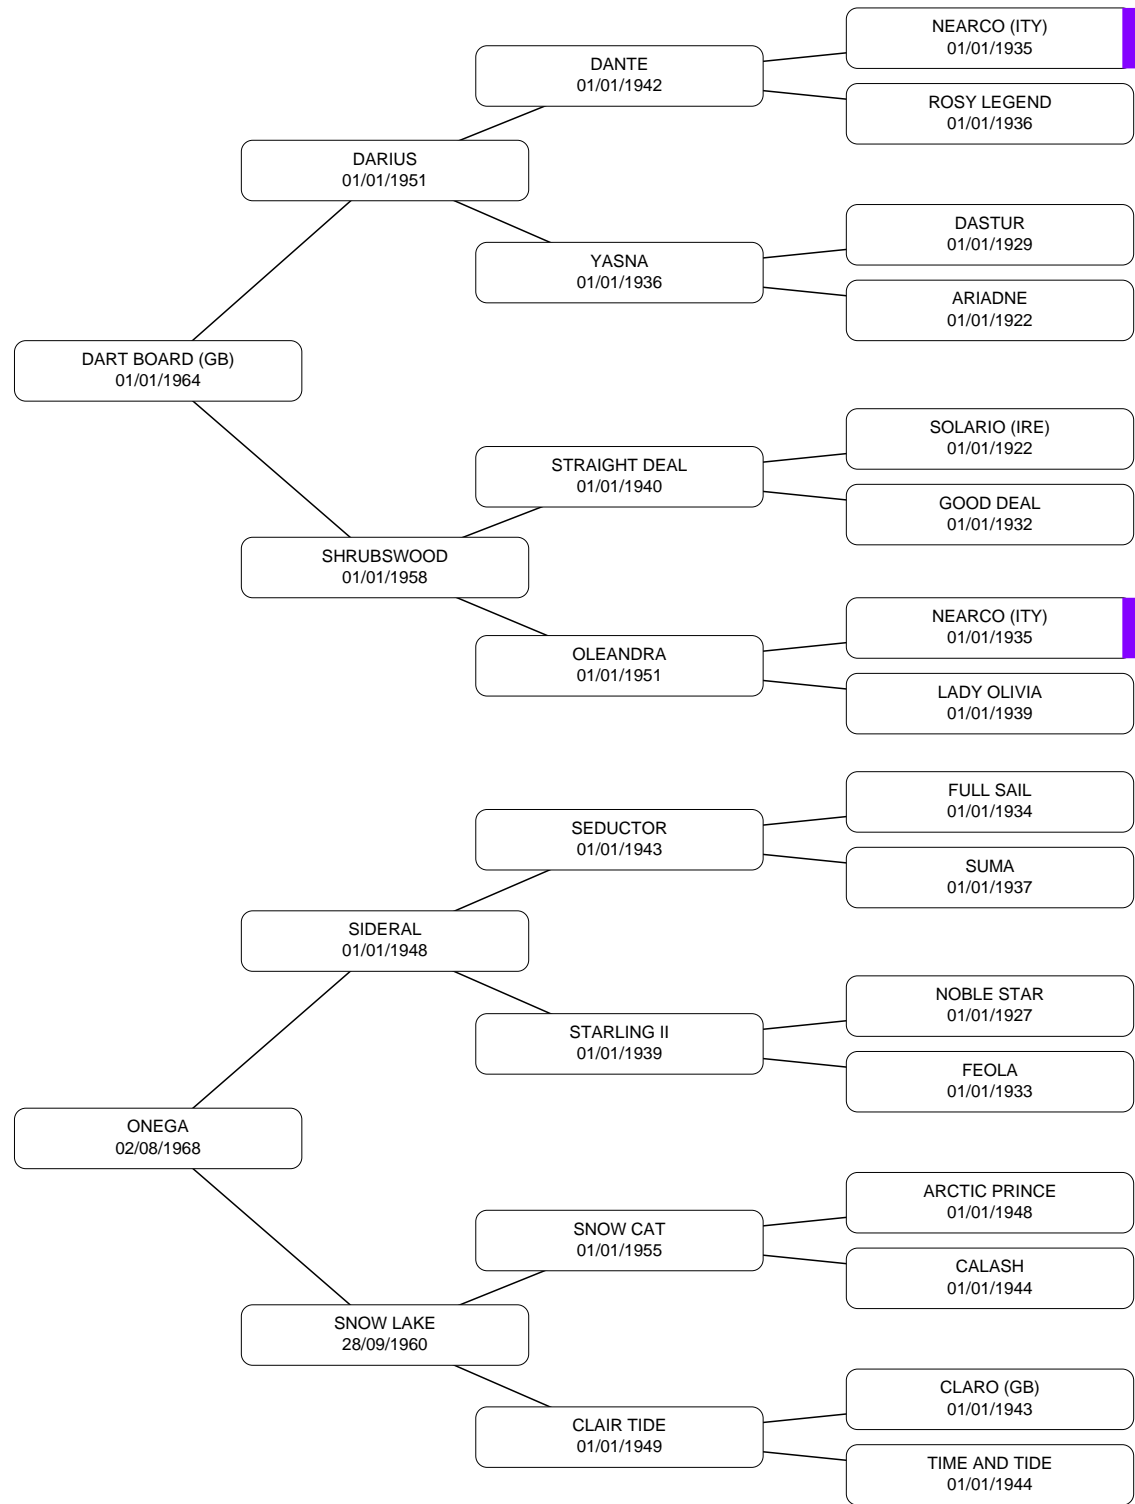 NEARCO (ITY)
01/01/1935
DANTE
01/01/1942
ROSY LEGEND
01/01/1936
DARIUS
01/01/1951
DASTUR
01/01/1929
YASNA
01/01/1936
ARIADNE
01/01/1922
DART BOARD (GB)
01/01/1964
SOLARIO (IRE)
01/01/1922
STRAIGHT DEAL
01/01/1940
GOOD DEAL
01/01/1932
SHRUBSWOOD
01/01/1958
NEARCO (ITY)
01/01/1935
OLEANDRA
01/01/1951
LADY OLIVIA
01/01/1939
FULL SAIL
01/01/1934
SEDUCTOR
01/01/1943
SUMA
01/01/1937
SIDERAL
01/01/1948
NOBLE STAR
01/01/1927
STARLING II
01/01/1939
FEOLA
01/01/1933
ONEGA
02/08/1968
ARCTIC PRINCE
01/01/1948
SNOW CAT
01/01/1955
CALASH
01/01/1944
SNOW LAKE
28/09/1960
CLARO (GB)
01/01/1943
CLAIR TIDE
01/01/1949
TIME AND TIDE
01/01/1944